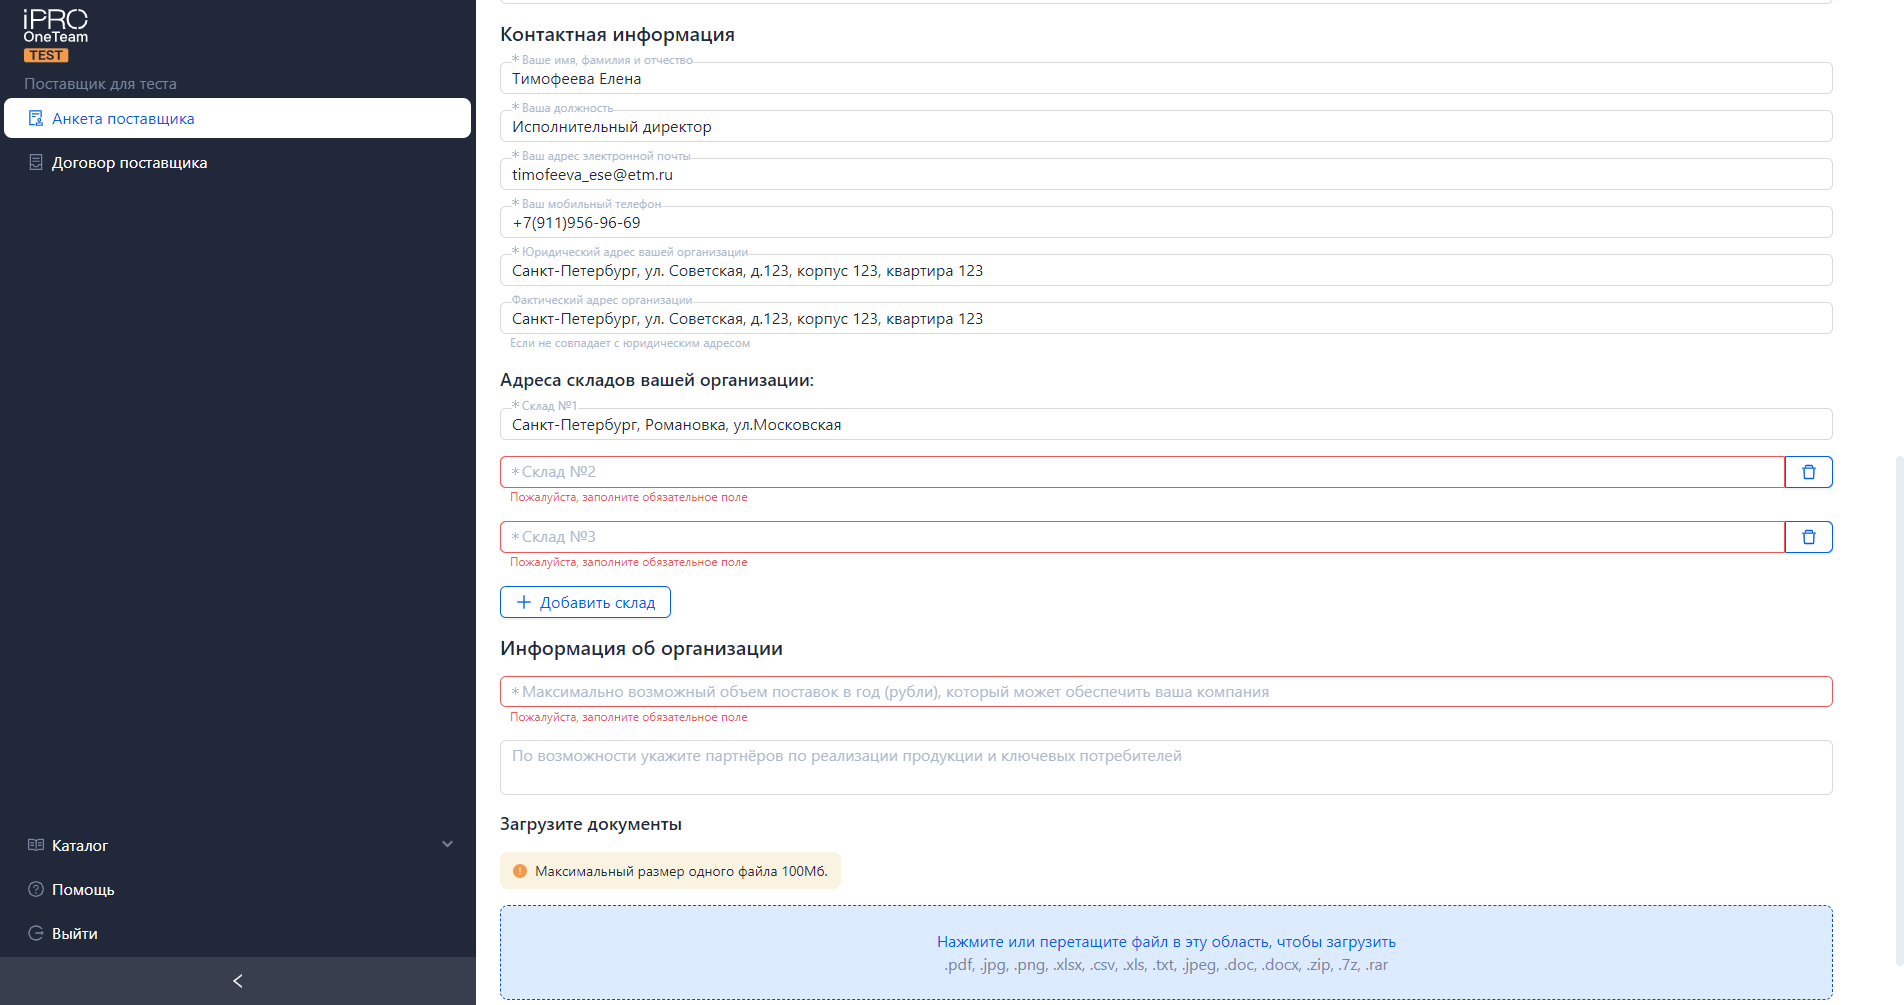 iPRO
OneTeam
TEST
Поставщик для теста
Анкета поставщика
Договор поставщика
Каталог
Помощь
Выйти
Контактная информация
* Ваше имя, фамилия и отчество
Тимофеева Елена
* Ваша должность
Исполнительный директор
* Ваш адрес электронной почты
timofeeva_ese@etm.ru
* Ваш мобильный телефон
+7(911)956-96-69
* Юридический адрес вашей организации
Санкт-Петербург, ул. Советская, д.123, корпус 123, квартира 123
Фактический адрес организации
Санкт-Петербург, ул. Советская, д.123, корпус 123, квартира 123
Если не совпадает с юридическим адресом
Адреса складов вашей организации:
* Склад №1
Санкт-Петербург, Романовка, ул.Московская
* Склад №2
Пожалуйста, заполните обязательное поле
* Склад №3
Пожалуйста, заполните обязательное поле
+ Добавить склад
Информация об организации
* Максимально возможный объем поставок в год (рубли), который может обеспечить ваша компания
Пожалуйста, заполните обязательное поле
По возможности укажите партнёров по реализации продукции и ключевых потребителей
Загрузите документы
Максимальный размер одного файла 100Мб.
Нажмите или перетащите файл в эту область, чтобы загрузить
.pdf, .jpg, .png, .xlsx, .csv, .xls, .txt, .jpeg, .doc, .docx, .zip, .7z, .rar